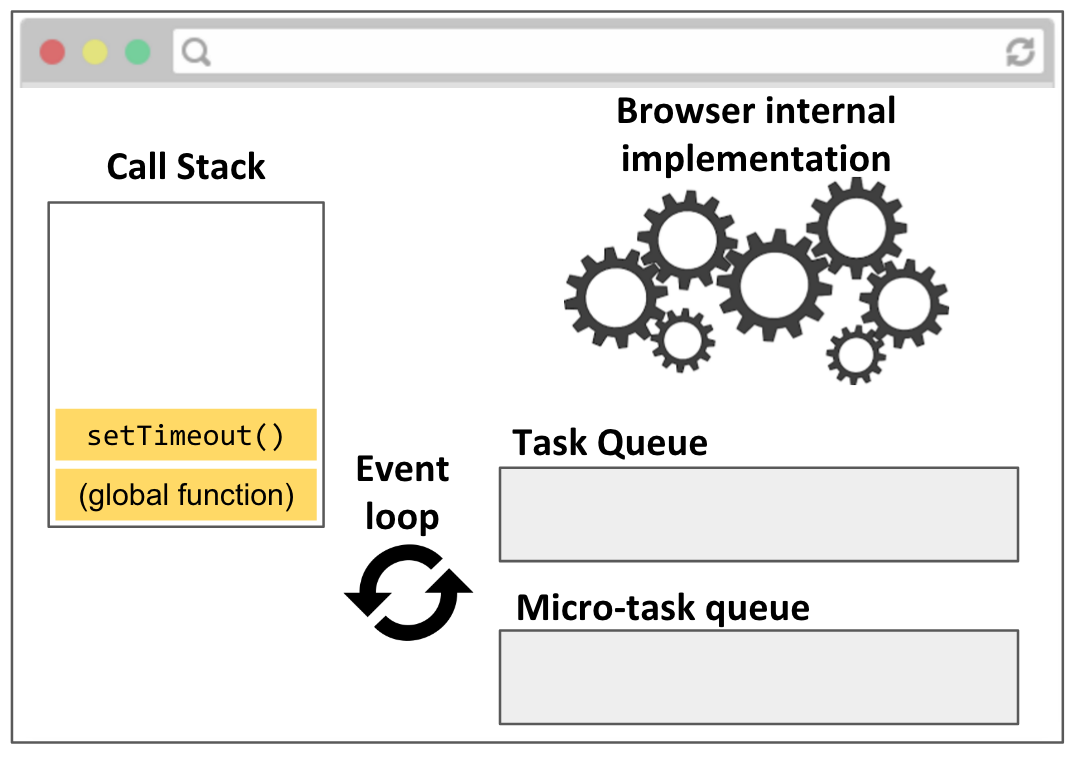 Browser internal
implementation
Call Stack
setTimeout()
(global function)
Event
loop
Task Queue
Micro-task queue